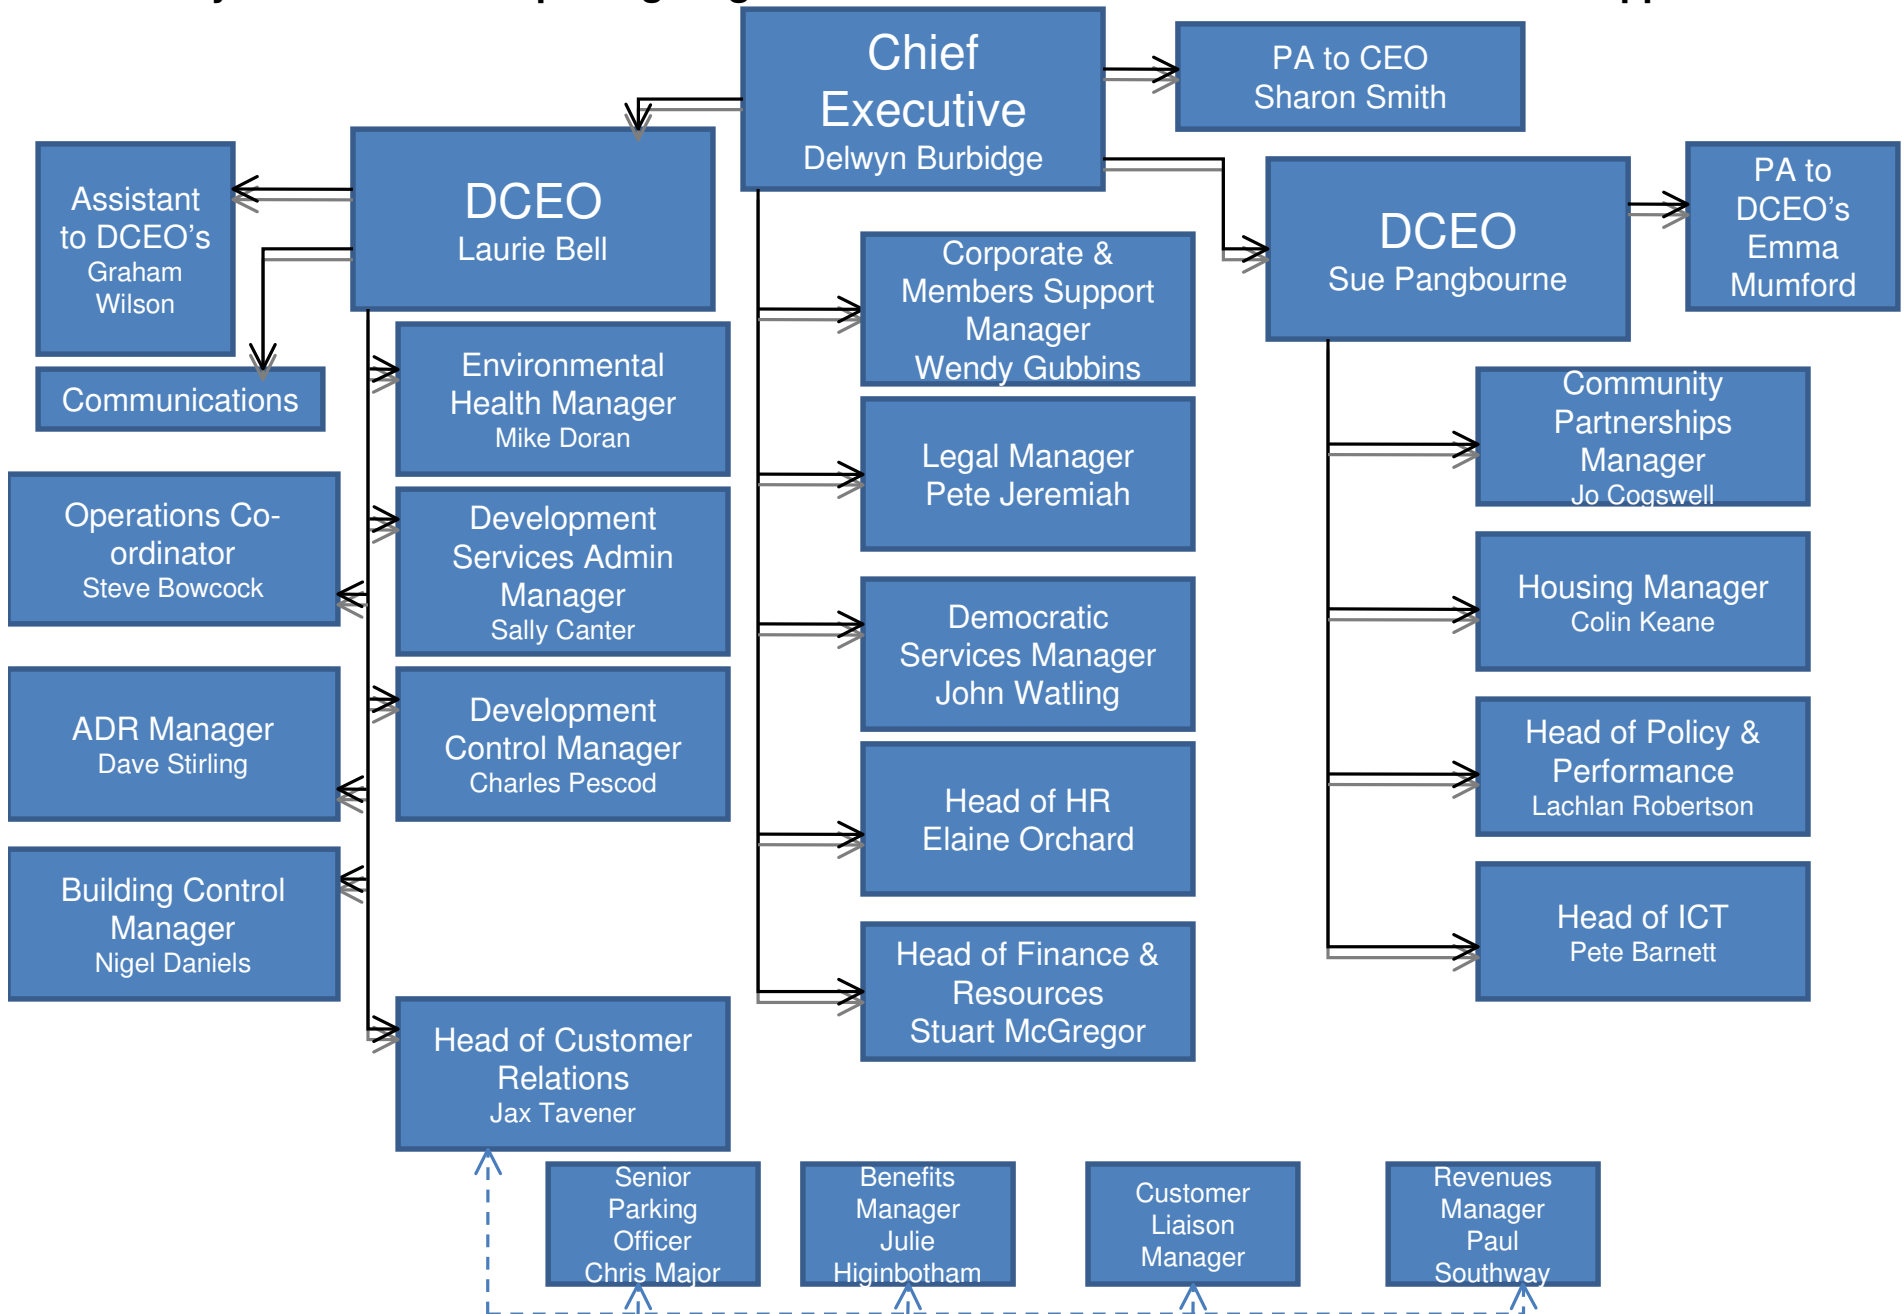 Chief
Executive
Delwyn Burbidge
PA to CEO
Sharon Smith
Assistant
to DCEO's
Graham
Wilson
DCEO
Laurie Bell
DCEO
Sue Pangbourne
PA to
DCEO's
Emma
Mumford
Communications
Environmental
Health Manager
Mike Doran
Corporate &
Members Support
Manager
Wendy Gubbins
Community
Partnerships
Manager
Jo Cogswell
Operations Co-
ordinator
Steve Bowcock
Development
Services Admin
Manager
Sally Canter
Legal Manager
Pete Jeremiah
Housing Manager
Colin Keane
ADR Manager
Dave Stirling
Development
Control Manager
Charles Pescod
Democratic
Services Manager
John Watling
Head of Policy &
Performance
Lachlan Robertson
Building Control
Manager
Nigel Daniels
Head of HR
Elaine Orchard
Head of ICT
Pete Barnett
Head of Customer
Relations
Jax Tavener
Head of Finance &
Resources
Stuart McGregor
Senior
Parking
Officer
Chris Major
Benefits
Manager
Julie
Higinbotham
Customer
Liaison
Manager
Revenues
Manager
Paul
Southway